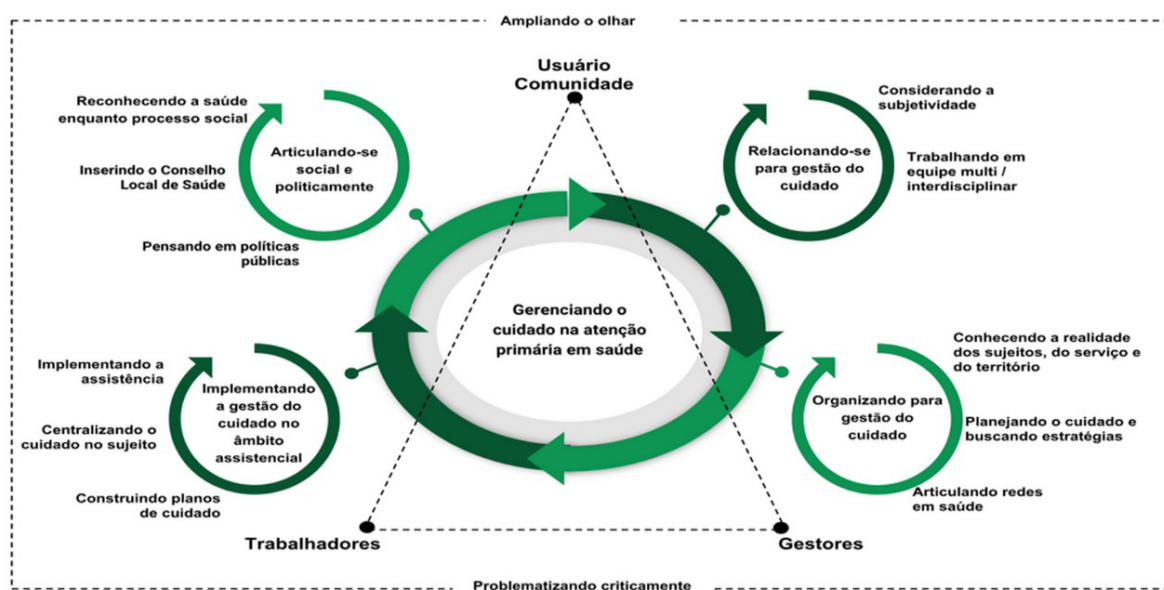 Ampliando o olhar
Usuário
Comunidade
Reconhecendo a saúde
enquanto processo social
Inserindo o Conselho
Local de Saúde
Pensando em políticas
públicas
Articulando-se
social e
politicamente
Relacionando-se
para gestão do
cuidado
Considerando a
subjetividade
Trabalhando em
equipe multi /
interdisciplinar
Gerenciando o
cuidado na atenção
primária em saúde
Implementando a
assistência
Centralizando o
cuidado no sujeito
Construindo planos
de cuidado
Implementando
a gestão do
cuidado no
âmbito
assistencial
Organizando para
gestão do
cuidado
Conhecendo a realidade
dos sujeitos, do serviço e
do território
Planejando o cuidado e
buscando estratégias
Articulando redes
em saúde
Trabalhadores
Gestores
Problematizando criticamente